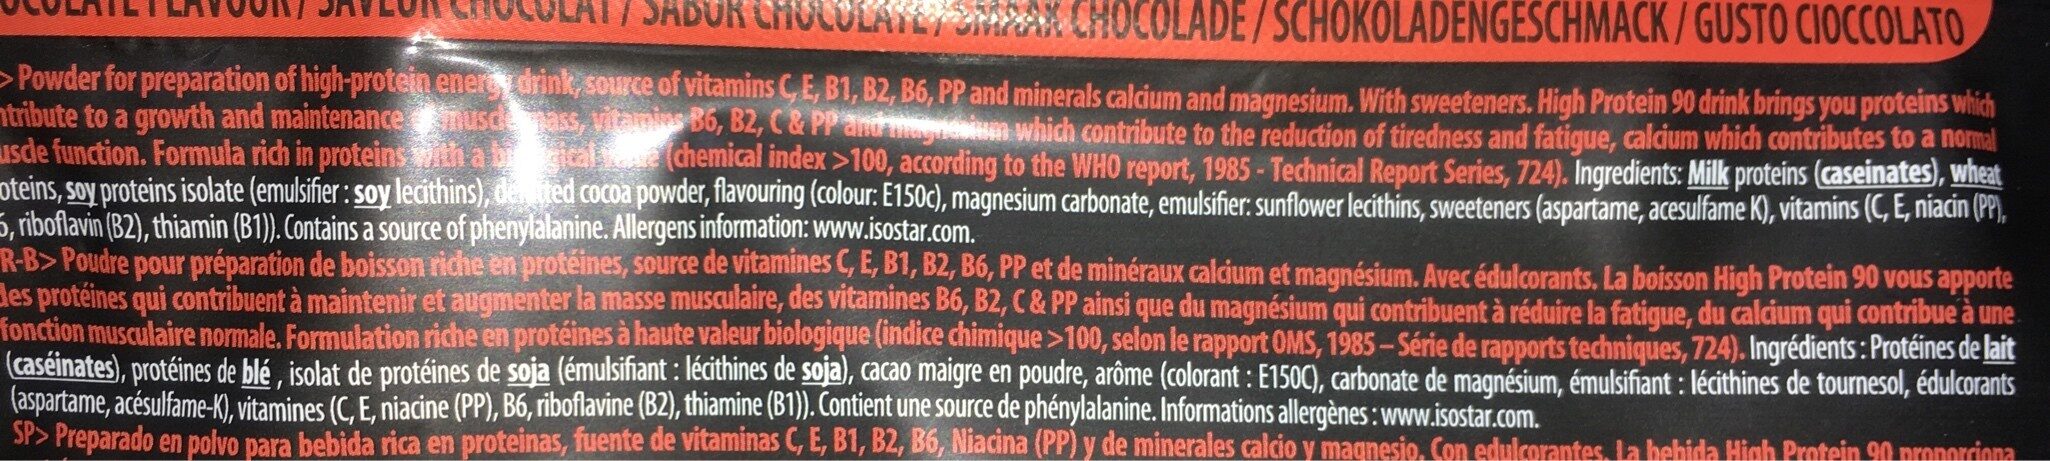 OCOLATE FLAVOUR / SAVEUR CHOCOLAT / SABOR CHOCOLATE / SMAAK CHOCOLADE / SCHOKOLADENGESCHMACK / GUSTO CIOCCOLATO
> Powder for preparation of high-protein energy drink, source of vitamins C, E, B1, B2, B6, PP and minerals calcium and magnesium. With sweeteners. High Protein 90 drink brings you proteins which
ntribute to a growth and maintenance muscle mass, vitamins B6, B2, C & PP and magnesium which contribute to the reduction of tiredness and fatigue, calcium which contributes to a normal
uscle function. Formula rich in proteins with a biological value (chemical index >100, according to the WHO report, 1985 - Technical Report Series, 724). Ingredients: Milk proteins (caseinates), wheat
oteins, soy proteins isolate (emulsifier : soy lecithins), defatted cocoa powder, flavouring (colour: E150c), magnesium carbonate, emulsifier: sunflower lecithins, sweeteners (aspartame, acesulfame K), vitamins (C, E, niacin (PP),
6, riboflavin (B2), thiamin (B1)). Contains a source of phenylalanine. Allergens information: www.isostar.com.
R-B> Poudre pour préparation de boisson riche en protéines, source de vitamines C, E, B1, B2, B6, PP et de minéraux calcium et magnésium. Avec édulcorants. La boisson High Protein 90 vous apporte
des protéines qui contribuent à maintenir et augmenter la masse musculaire, des vitamines B6, B2, C & PP ainsi que du magnésium qui contribuent à réduire la fatigue, du calcium qui contribue à une
fonction musculaire normale. Formulation riche en protéines à haute valeur biologique (indice chimique >100, selon le rapport OMS, 1985 – Série de rapports techniques, 724). Ingrédients : Protéines de lait
(caséinates), protéines de blé , isolat de protéines de soja (émulsifiant : lécithines de soja), cacao maigre en poudre, arôme (colorant : E150C), carbonate de magnésium, émulsifiant : lécithines de tournesol, édulcorants
(aspartame, acésulfame-K), vitamines (C, E, niacine (PP), B6, riboflavine (B2), thiamine (B1)). Contient une source de phénylalanine. Informations allergènes : www.isostar.com.
SP> Preparado en polvo para bebida rica en proteinas, fuente de vitaminas C, E, B1, B2, B6, Niacina (PP) y de minerales calcio y magnesio. Con edulcorantes. La bebida High Protein 90 proporciona